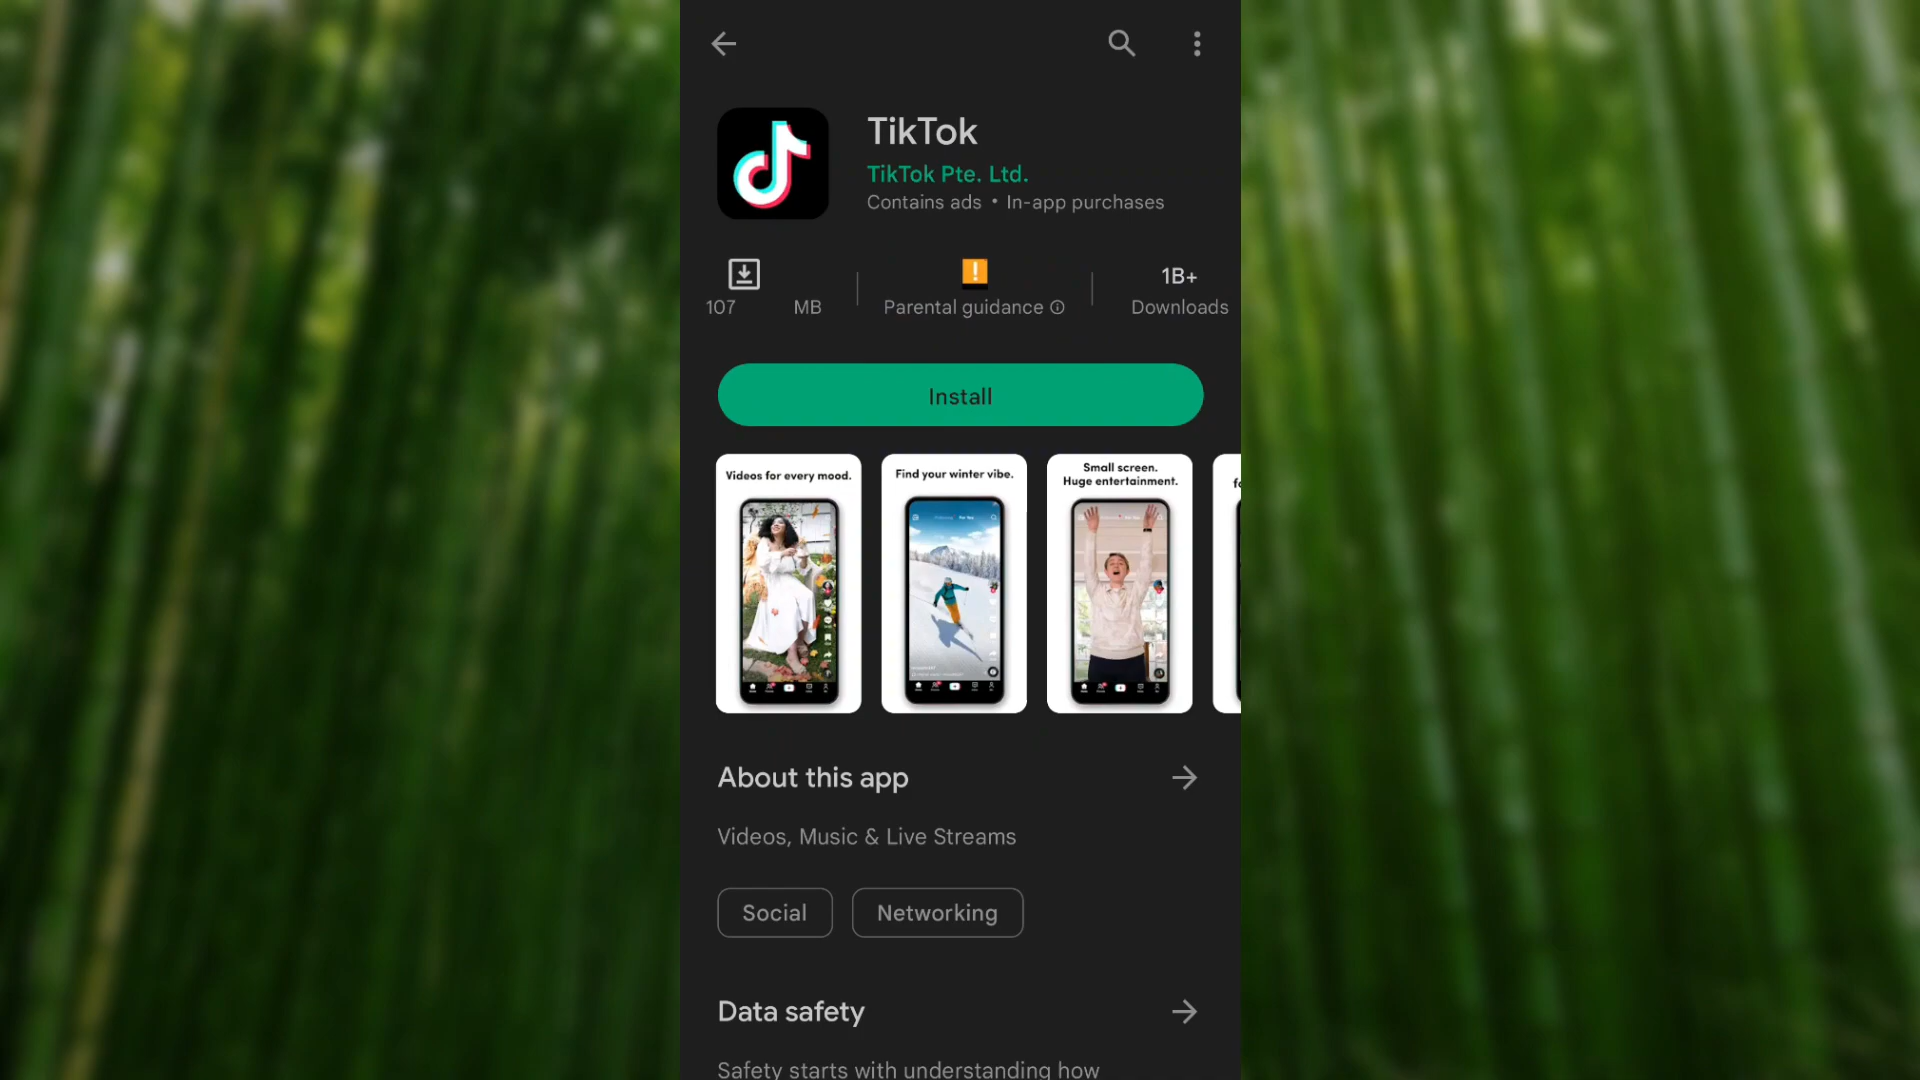 TikTok
TikTok Pte. Ltd.
Contains ads • In-app purchases
107 MB
Parental guidance
1B+
Downloads
Install
Videos for every mood.
Find your winter vibe.
Small screen.
Huge entertainment.
About this app
Videos, Music & Live Streams
Social
Networking
Data safety
Safety starts with understanding how